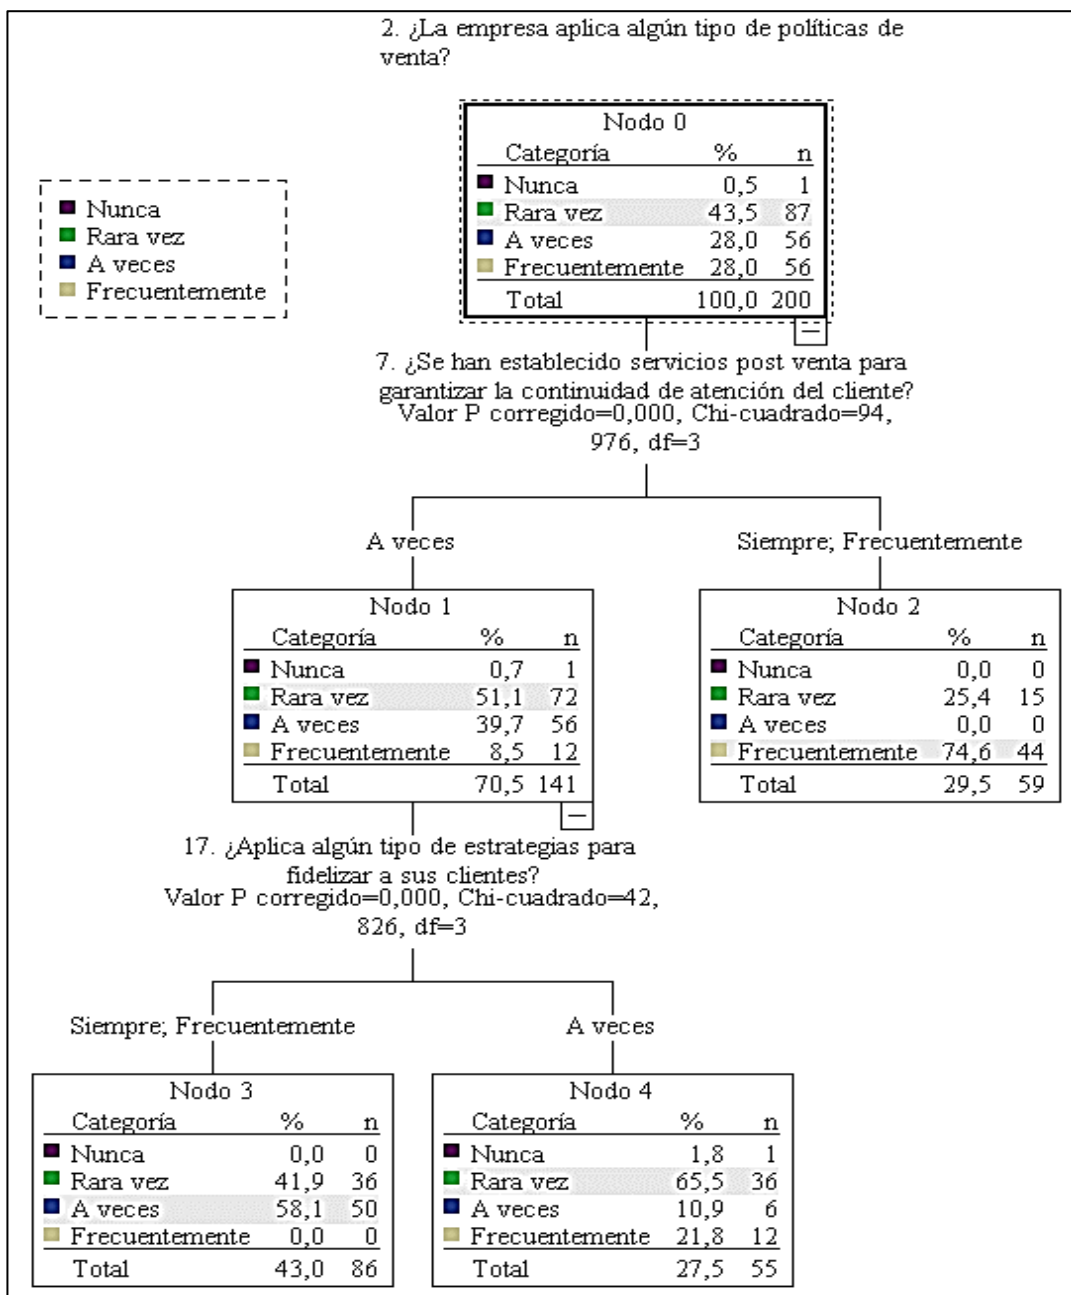 2. ¿La empresa aplica algún tipo de políticas de
venta?
Nunca
Rara vez
A veces
Frecuentemente
Nodo 0
Categoría % n
Nunca 0,5 1
Rara vez 43,5 87
A veces 28,0 56
Frecuentemente 28,0 56
Total 100,0 200
7. ¿Se han establecido servicios post venta para
garantizar la continuidad de atención del cliente?
Valor P corregido=0,000, Chi-cuadrado=94,
976, df=3
A veces
Siempre; Frecuentemente
Nodo 1
Categoría % n
Nunca 0,7 1
Rara vez 51,1 72
A veces 39,7 56
Frecuentemente 8,5 12
Total 70,5 141
Nodo 2
Categoría % n
Nunca 0,0 0
Rara vez 25,4 15
A veces 0,0 0
Frecuentemente 74,6 44
Total 29,5 59
17. ¿Aplica algún tipo de estrategias para
fidelizar a sus clientes?
Valor P corregido=0,000, Chi-cuadrado=42,
826, df=3
Siempre; Frecuentemente
A veces
Nodo 3
Categoría % n
Nunca 0,0 0
Rara vez 41,9 36
A veces 58,1 50
Frecuentemente 0,0 0
Total 43,0 86
Nodo 4
Categoría % n
Nunca 1,8 1
Rara vez 65,5 36
A veces 10,9 6
Frecuentemente 21,8 12
Total 27,5 55